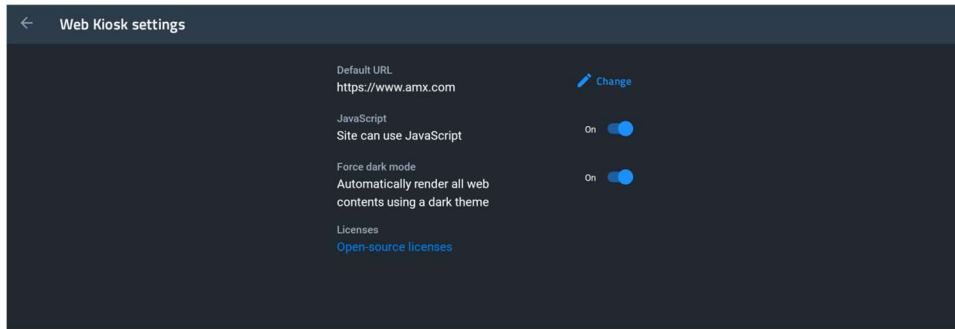 Web Kiosk settings
Default URL
https://www.amx.com
Change
JavaScript
Site can use JavaScript
On
Force dark mode
Automatically render all web
contents using a dark theme
On
Licenses
Open-source licenses